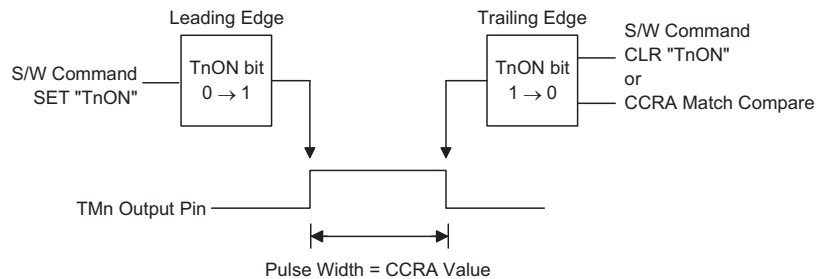 Leading Edge
S/W Command
SET "TnON"
TnON bit
0 → 1
Trailing Edge
TnON bit
1 → 0
S/W Command
CLR "TnON"
or
CCRA Match Compare
TMn Output Pin
Pulse Width = CCRA Value